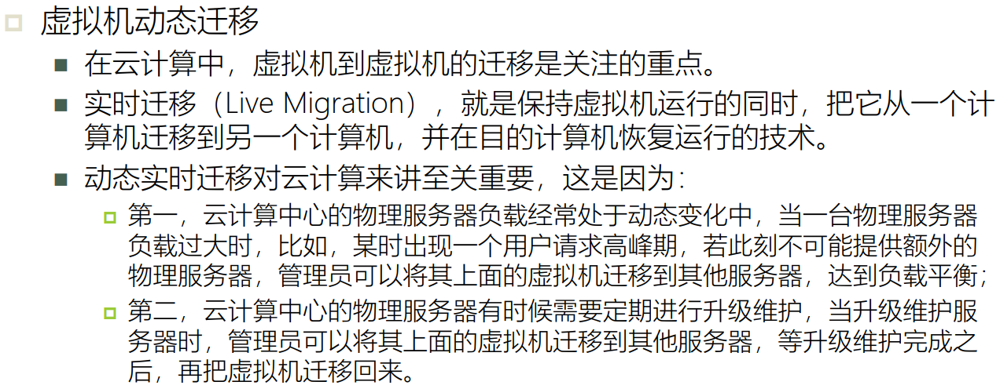 虚拟机动态迁移
在云计算中，虚拟机到虚拟机的迁移是关注的重点。
实时迁移（Live Migration），就是保持虚拟机运行的同时，把它从一个计
算机迁移到另一个计算机，并在目的计算机恢复运行的技术。
动态实时迁移对云计算来讲至关重要，这是因为：
第一，云计算中心的物理服务器负载经常处于动态变化中，当一台物理服务器
负载过大时，比如，某时出现一个用户请求高峰期，若此刻不可能提供额外的
物理服务器，管理员可以将其上面的虚拟机迁移到其他服务器，达到负载平衡；
第二，云计算中心的物理服务器有时候需要定期进行升级维护，当升级维护服
务器时，管理员可以将其上面的虚拟机迁移到其他服务器，等升级维护完成之
后，再把虚拟机迁移回来。